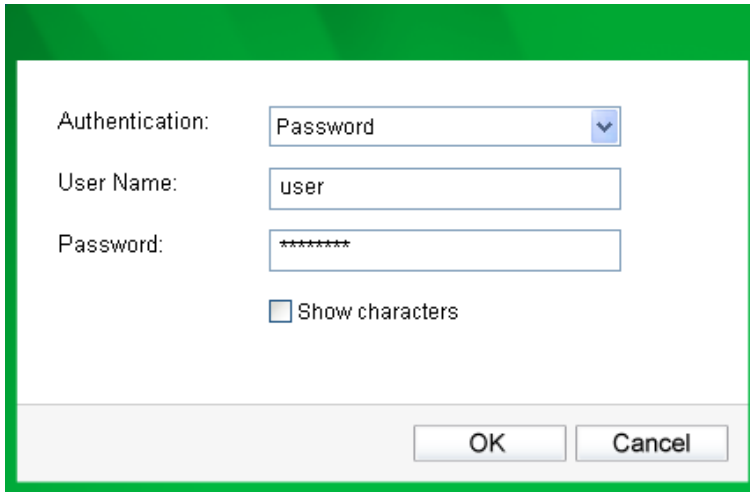 Authentication: Password
User Name: user
Password: ********
Show characters
OK Cancel